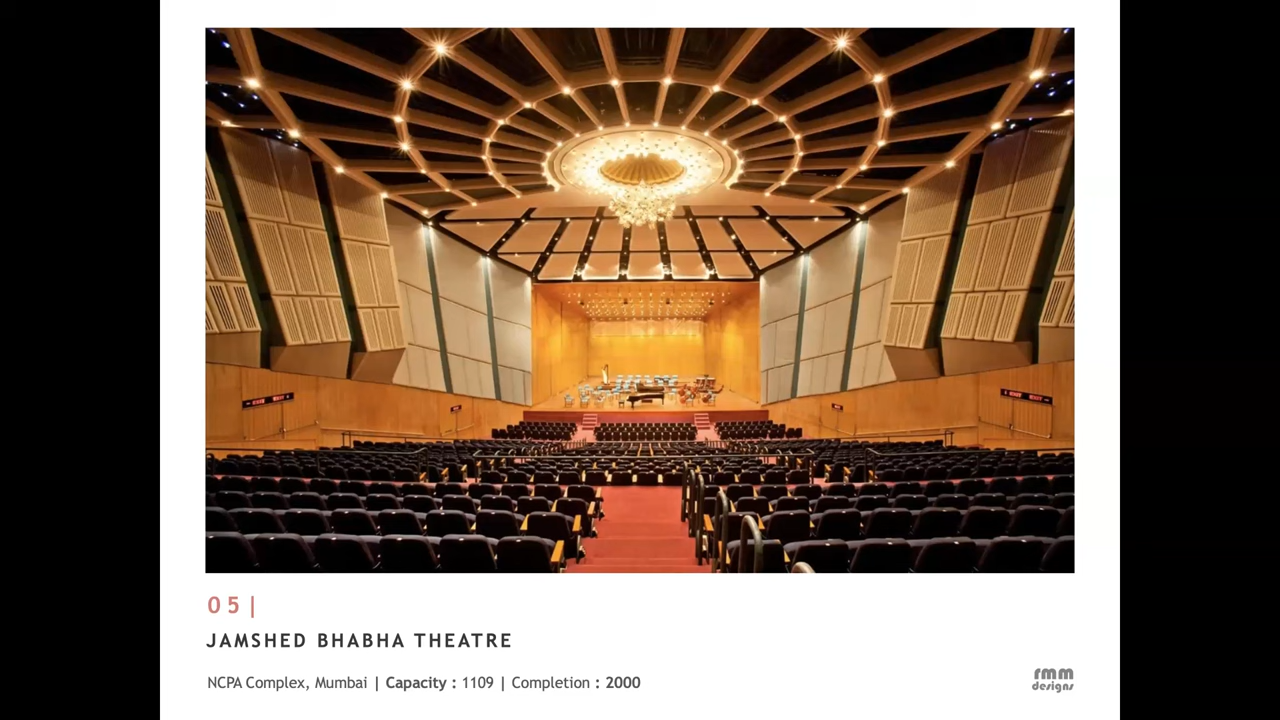 05|
JAMSHED BHABHA THEATRE
NCPA Complex, Mumbai | Capacity : 1109 | Completion : 2000
rmm
designs